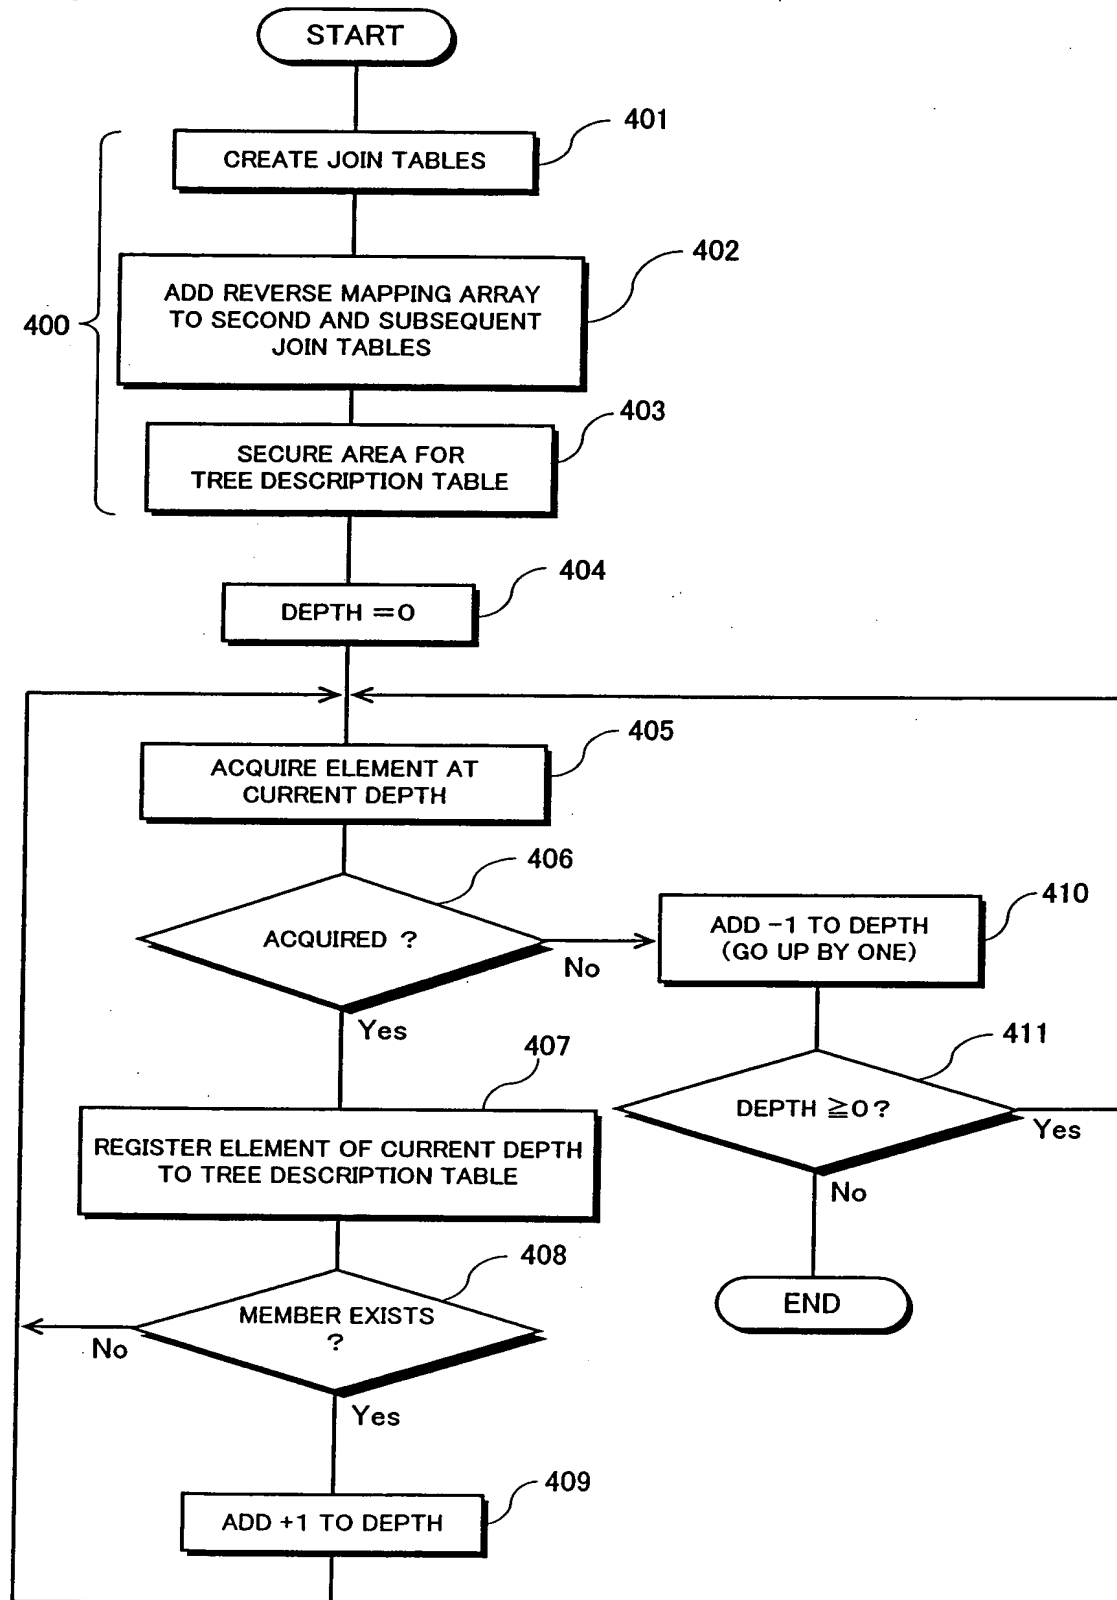 START
401
CREATE JOIN TABLES
402
ADD REVERSE MAPPING ARRAY
TO SECOND AND SUBSEQUENT
JOIN TABLES
400
403
SECURE AREA FOR
TREE DESCRIPTION TABLE
404
DEPTH =0
405
ACQUIRE ELEMENT AT
CURRENT DEPTH
406
ACQUIRED ?
No
Yes
410
ADD -1 TO DEPTH
(GO UP BY ONE)
411
DEPTH ≧0?
Yes
No
407
REGISTER ELEMENT OF CURRENT DEPTH
TO TREE DESCRIPTION TABLE
408
MEMBER EXISTS
?
No
Yes
END
409
ADD +1 TO DEPTH